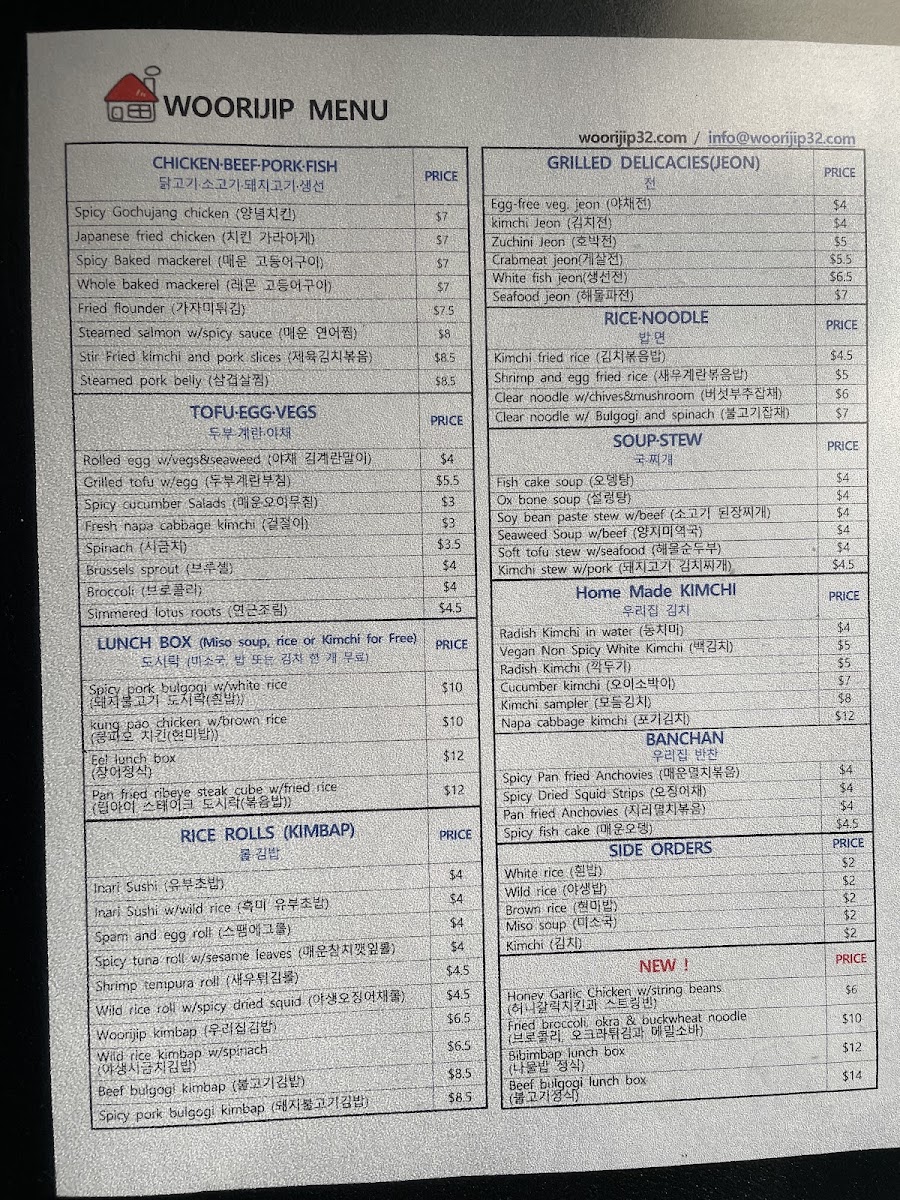 WOORIJIP MENU
woorijip32.com / info@woorijip32.com
CHICKEN·BEEF·PORK·FISH PRICE
닭고기·소고기·돼지고기·생선
Spicy Gochujang chicken (양념치킨) $7
Japanese fried chicken (치킨 가라아게) $7
Spicy Baked mackerel (매운 고등어구이) $7
Whole baked mackerel (레몬 고등어구이) $7
Fried flounder (가자미튀김) $7.5
Steamed salmon w/spicy sauce (매운 연어찜) $8
Stir Fried kimchi and pork slices (제육김치볶음) $8.5
Steamed pork belly (삼겹살찜) $8.5
TOFU·EGG·VEGS PRICE
두부·계란·야채
Rolled egg w/vegs&seaweed (야채 김계란말이) $4
Grilled tofu w/egg (두부계란부침) $5.5
Spicy cucumber Salads (매운오이무침) $3
Fresh napa cabbage kimchi (겉절이) $3
Spinach (시금치) $3.5
Brussels sprout (브루셀) $4
Broccoli (브로콜리) $4
Simmered lotus roots (연근조림) $4.5
LUNCH BOX (Miso soup, rice or Kimchi for Free) PRICE
도시락 (미소국, 밥 또는 김치 한 개 무료)
Spicy pork bulgogi w/white rice $10
(돼지불고기 도시락(흰밥))
kung pao chicken w/brown rice $10
(쿵파오 치킨(현미밥))
Eel lunch box $12
(장어정식)
Pan fried ribeye steak cube w/fried rice $12
(립아이 스테이크 도시락(볶음밥))
RICE ROLLS (KIMBAP) PRICE
롤·김밥
Inari Sushi (유부초밥) $4
Inari Sushi w/wild rice (흑미 유부초밥) $4
Spam and egg roll (스팸에그롤) $4
Spicy tuna roll w/sesame leaves (매운참치깻잎롤) $4
Shrimp tempura roll (새우튀김롤) $4.5
Wild rice roll w/spicy dried squid (야생오징어채롤) $4.5
Woorijip kimbap (우리집김밥) $6.5
Wild rice kimbap w/spinach $6.5
(야생시금치김밥)
Beef bulgogi kimbap (불고기김밥) $8.5
Spicy pork bulgogi kimbap (돼지불고기김밥) $8.5
GRILLED DELICACIES(JEON) PRICE
전
Egg-free veg. jeon (야채전) $4
kimchi Jeon (김치전) $4
Zuchini Jeon (호박전) $5
Crabmeat jeon(게살전) $5.5
White fish jeon(생선전) $6.5
Seafood jeon (해물파전) $7
RICE·NOODLE PRICE
밥·면
Kimchi fried rice (김치볶음밥) $4.5
Shrimp and egg fried rice (새우계란볶음밥) $5
Clear noodle w/chives&mushroom (버섯부추잡채) $6
Clear noodle w/ Bulgogi and spinach (불고기잡채) $7
SOUP·STEW PRICE
국·찌개
Fish cake soup (오뎅탕) $4
Ox bone soup (설렁탕) $4
Soy bean paste stew w/beef (소고기 된장찌개) $4
Seaweed Soup w/beef (양지미역국) $4
Soft tofu stew w/seafood (해물순두부) $4
Kimchi stew w/pork (돼지고기 김치찌개) $4.5
Home Made KIMCHI PRICE
우리집 김치
Radish Kimchi in water (동치미) $4
Vegan Non Spicy White Kimchi (백김치) $5
Radish Kimchi (깍두기) $5
Cucumber kimchi (오이소박이) $7
Kimchi sampler (모둠김치) $8
Napa cabbage kimchi (포기김치) $12
BANCHAN
우리집 반찬
Spicy Pan fried Anchovies (매운멸치볶음) $4
Spicy Dried Squid Strips (오징어채) $4
Pan fried Anchovies (지리멸치볶음) $4
Spicy fish cake (매운오뎅) $4.5
SIDE ORDERS PRICE
White rice (흰밥) $2
Wild rice (야생밥) $2
Brown rice (현미밥) $2
Miso soup (미소국) $2
Kimchi (김치) $2
NEW ! PRICE
Honey Garlic Chicken w/string beans $6
(허니갈릭치킨과 스트링빈)
Fried broccoli, okra & buckwheat noodle $10
(브로콜리, 오크라튀김과 메밀소바)
Bibimbap lunch box $12
(나물밥 정식)
Beef bulgogi lunch box $14
(불고기정식)